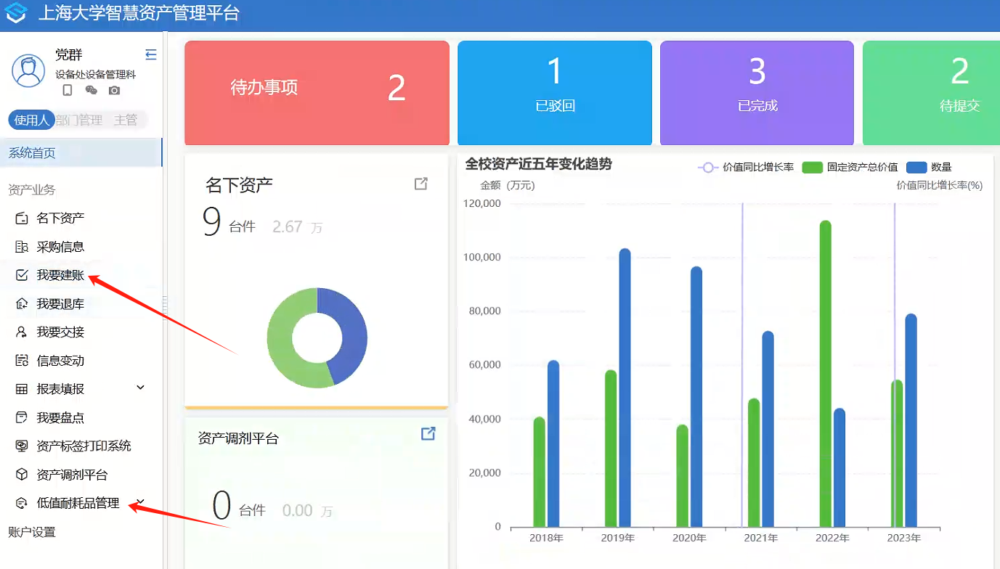 上海大学智慧资产管理平台
党群
设备处设备管理科
使用人 部门管理 主管
系统首页
资产业务
名下资产
采购信息
我要建账
我要退库
我要交接
信息变动
报表填报
我要盘点
资产标签打印系统
资产调剂平台
低值耐耗品管理
账户设置
待办事项 2
1
已驳回
3
已完成
2
待提交
名下资产
9 台件 2.67 万
资产调剂平台
0 台件 0.00 万
全校资产近五年变化趋势
价值同比增长率 固定资产总价值 数量
金额（万元） 价值同比增长率(%)
120,000
100,000
80,000
60,000
40,000
20,000
0
2018年 2019年 2020年 2021年 2022年 2023年